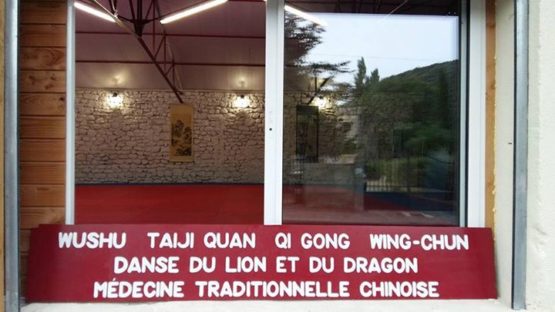 WUSHU TAIJI QUAN QI GONG WING-CHUN
DANSE DU LION ET DU DRAGON
MÉDECINE TRADITIONNELLE CHINOISE